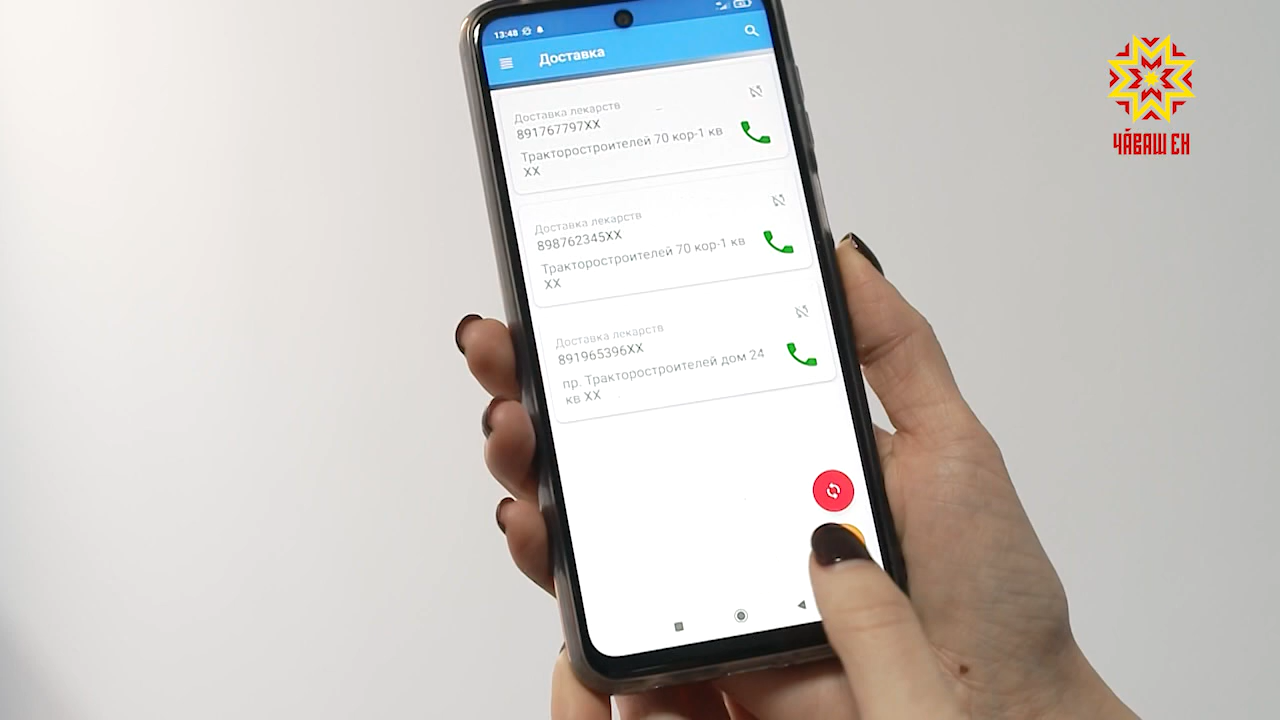 13:48
Доставка
Доставка лекарств
891767797XX
Тракторостроителей 70 кор-1 кв
XX
Доставка лекарств
898762345XX
Тракторостроителей 70 кор-1 кв
XX
Доставка лекарств
891965396XX
пр. Тракторостроителей дом 24
кв XX
ЧӐВАШ ЕН